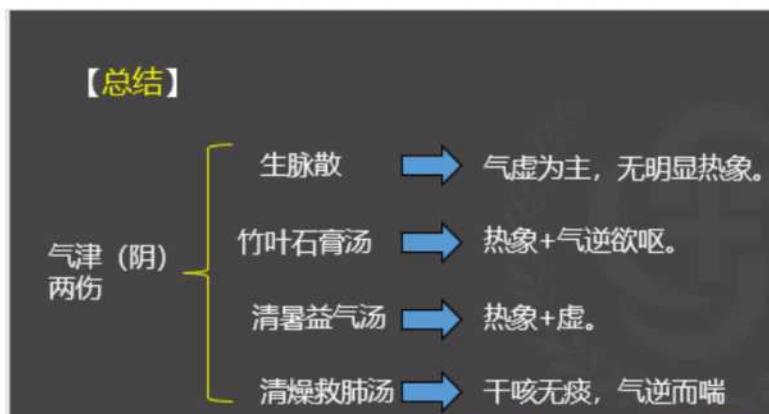 【总结】
生脉散 气虚为主，无明显热象。
竹叶石膏汤 热象+气逆欲呕。
气津（阴）
两伤
清暑益气汤 热象+虚。
清燥救肺汤 干咳无痰，气逆而喘